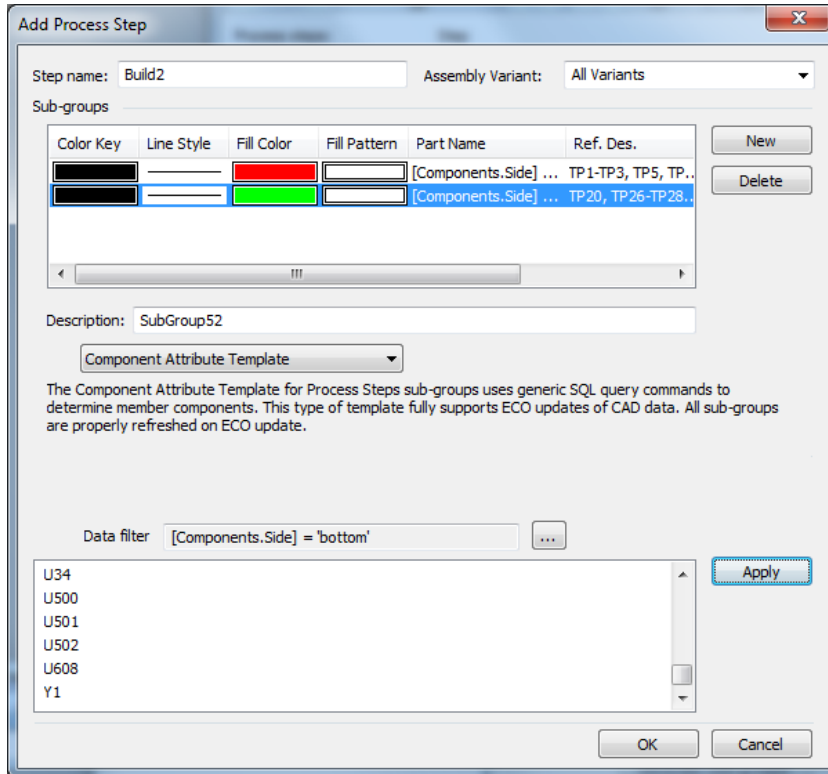 Add Process Step
Step name: Build2 Assembly Variant: All Variants
Sub-groups
Color Key Line Style Fill Color Fill Pattern Part Name Ref. Des. New
[Components.Side] ... TP1-TP3, TP5, TP..
Delete
[Components.Side] ... TP20, TP26-TP28..
Description: SubGroup52
Component Attribute Template
The Component Attribute Template for Process Steps sub-groups uses generic SQL query commands to
determine member components. This type of template fully supports ECO updates of CAD data. All sub-groups
are properly refreshed on ECO update.
Data filter [Components.Side] = 'bottom' ...
U34 Apply
U500
U501
U502
U608
Y1
OK Cancel